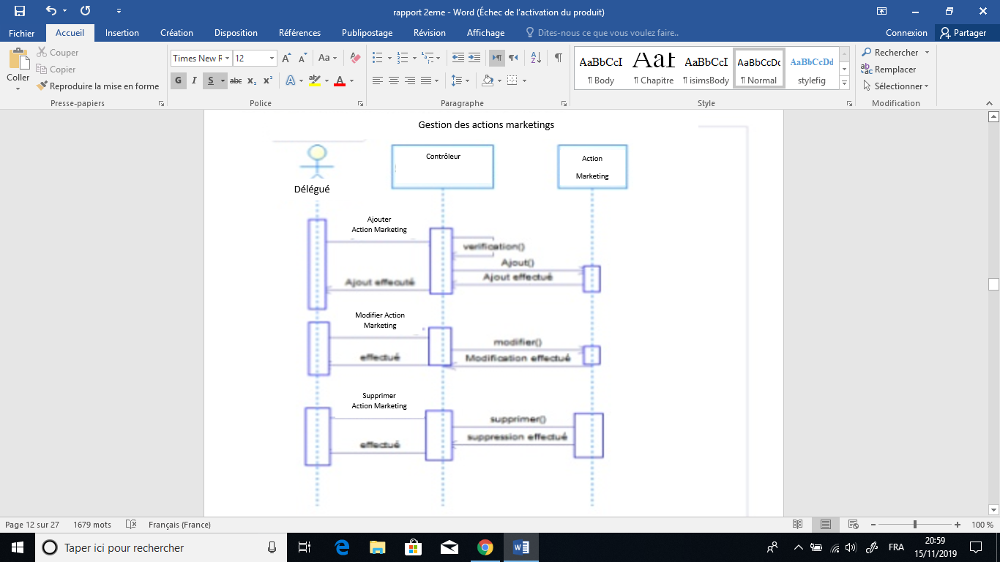 rapport 2eme - Word (Échec de l'activation du produit)
Fichier
Accueil
Insertion
Création
Disposition
Références
Publipostage
Révision
Affichage
Dites-nous ce que vous voulez faire..
Connexion
Partager
Coller
Couper
Copier
Reproduire la mise en forme
Presse-papiers
Times New R
12
A A Aa
G I S abc x₂ x²
A ab A
Police
Paragraphe
AaBbCcI
¶ Body
AaI
¶ Chapitre
AaBbCcI
¶ isimsBody
AaBbCcDc
¶ Normal
AaBbCcDd
stylefig
Style
Rechercher
Remplacer
Sélectionner
Modification
Gestion des actions marketings
Délégué
Contrôleur
Action
Marketing
Ajouter
Action Marketing
verification()
Ajout()
Ajout effectué
Ajout effecuté
Modifier Action
Marketing
modifier()
Modification effectué
effectué
Supprimer
Action Marketing
supprimer()
suppression effectué
effectué
Page 12 sur 27
1679 mots
Français (France)
100 %
Taper ici pour rechercher
FRA
20:59
15/11/2019